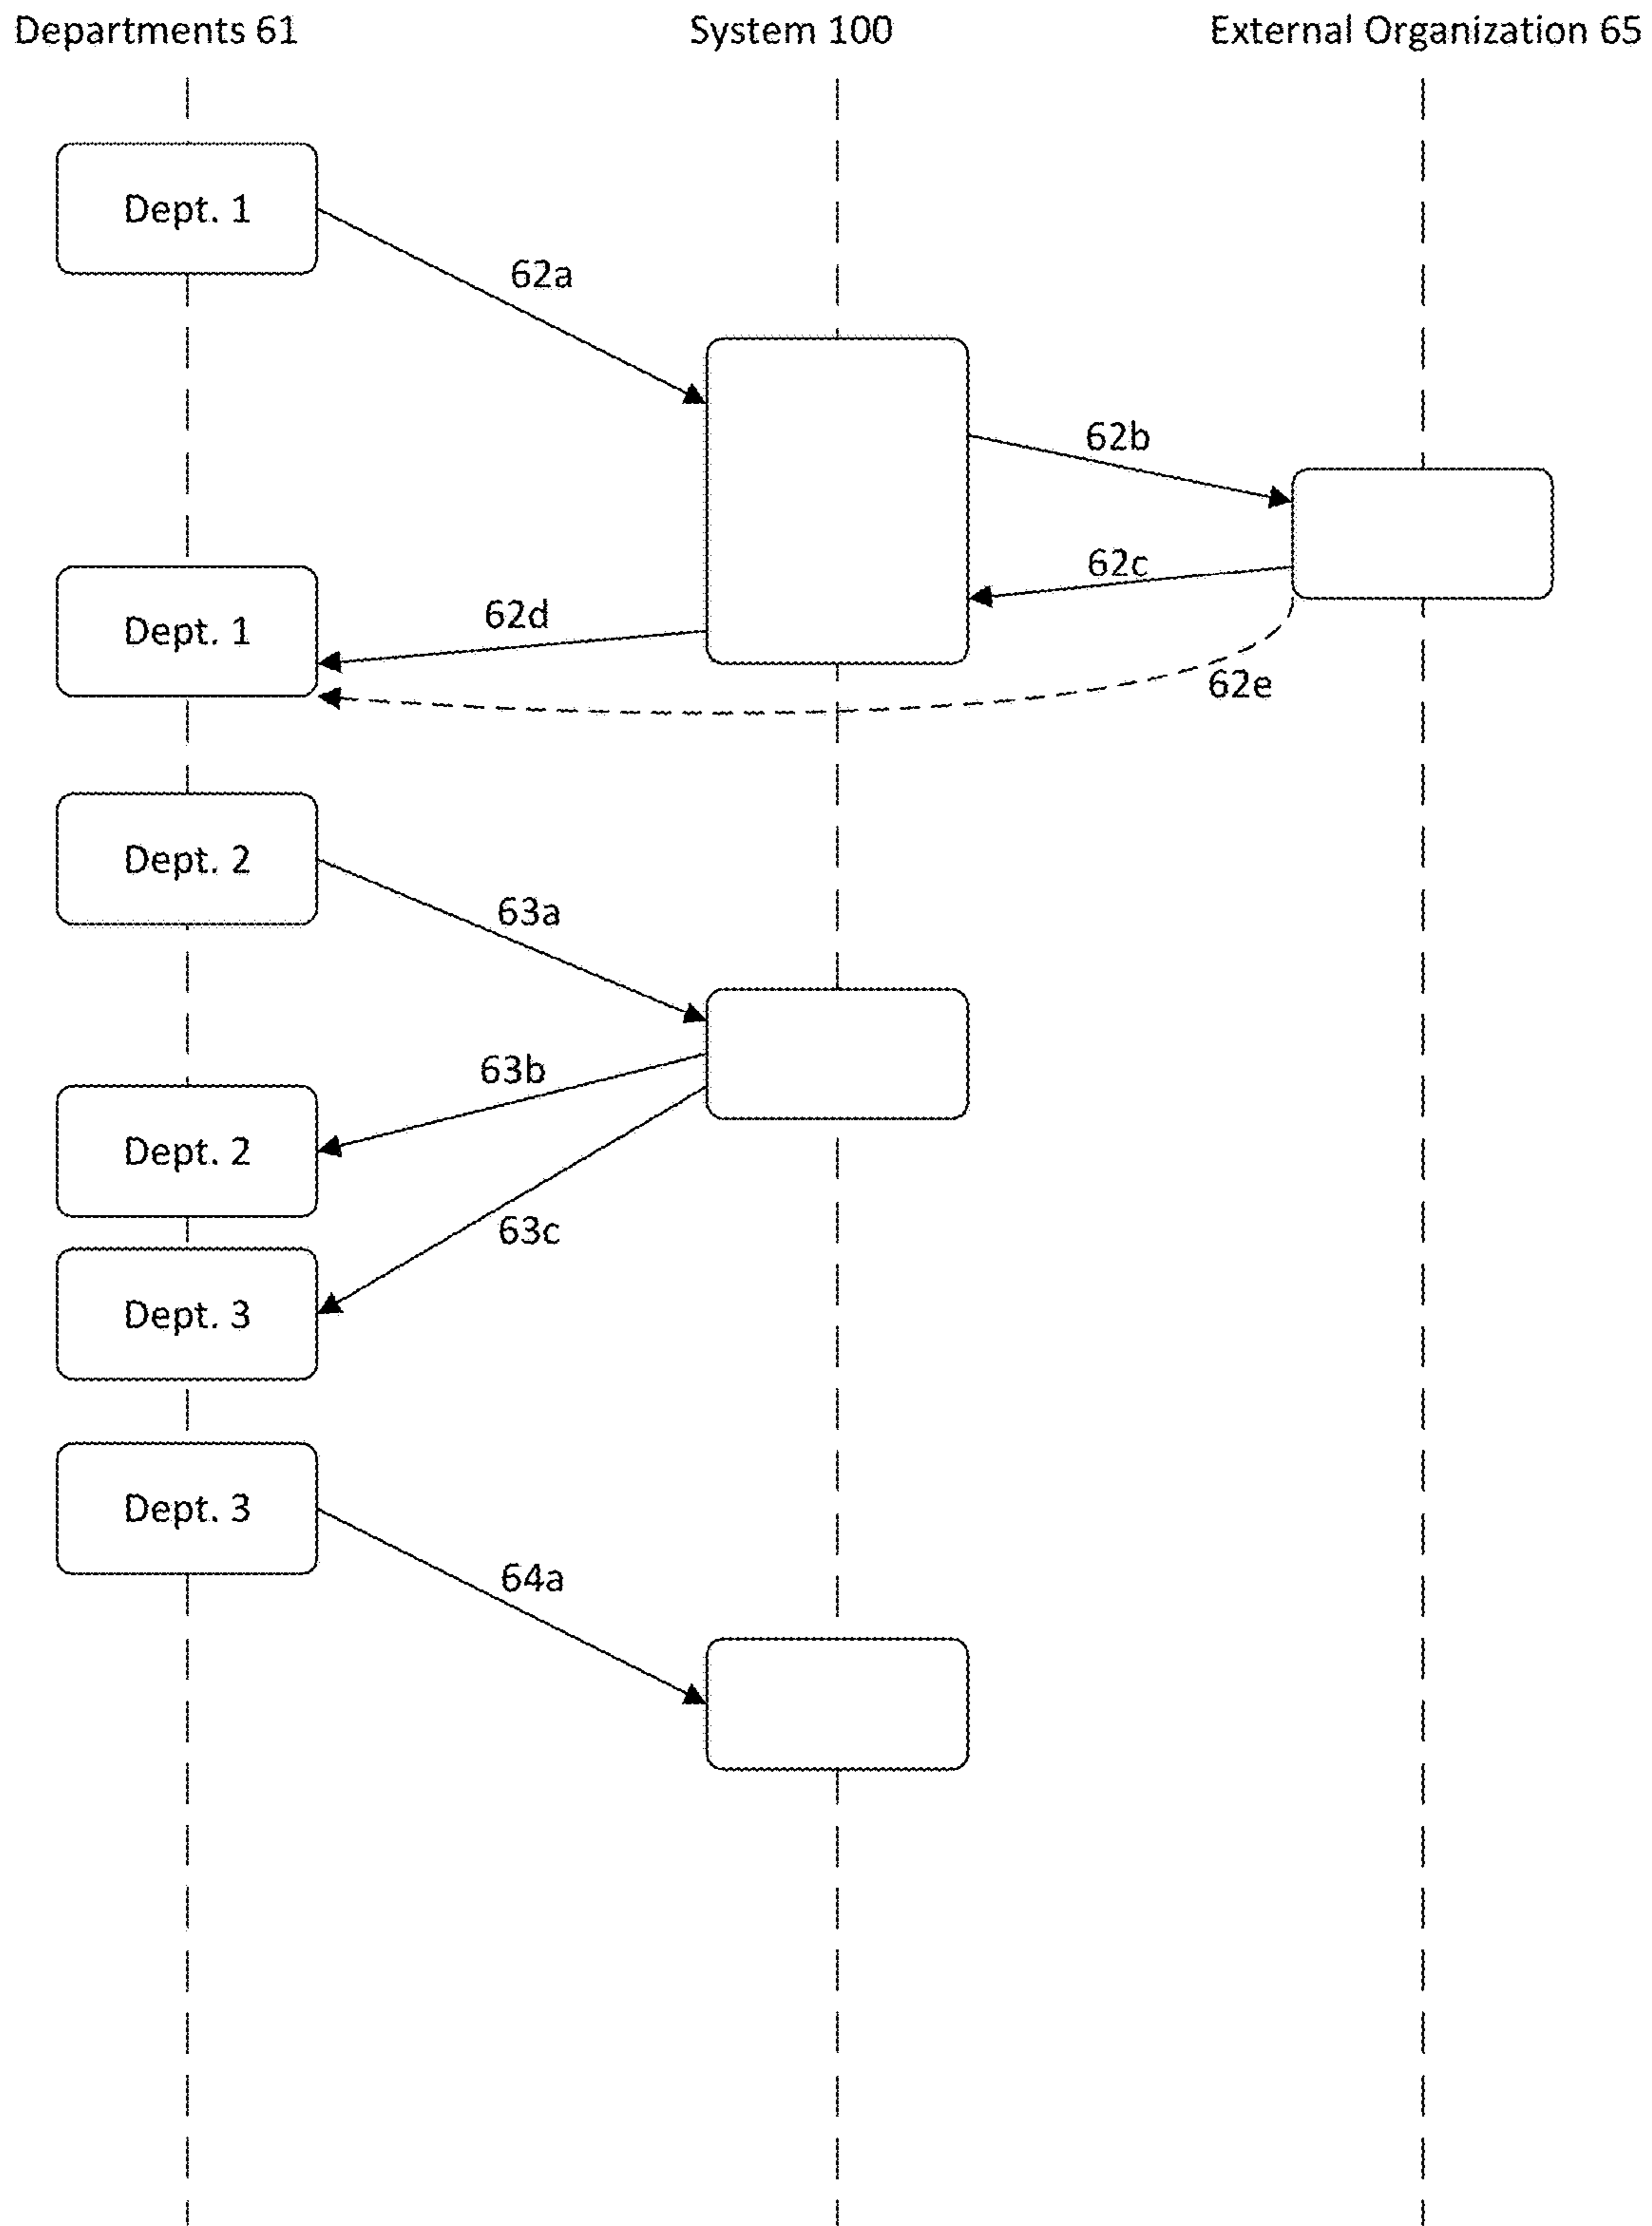 Departments 61
System 100
External Organization 65
Dept. 1
62a
62b
62c
62d
Dept. 1
62e
Dept. 2
63a
63b
Dept. 2
63c
Dept. 3
Dept. 3
64a